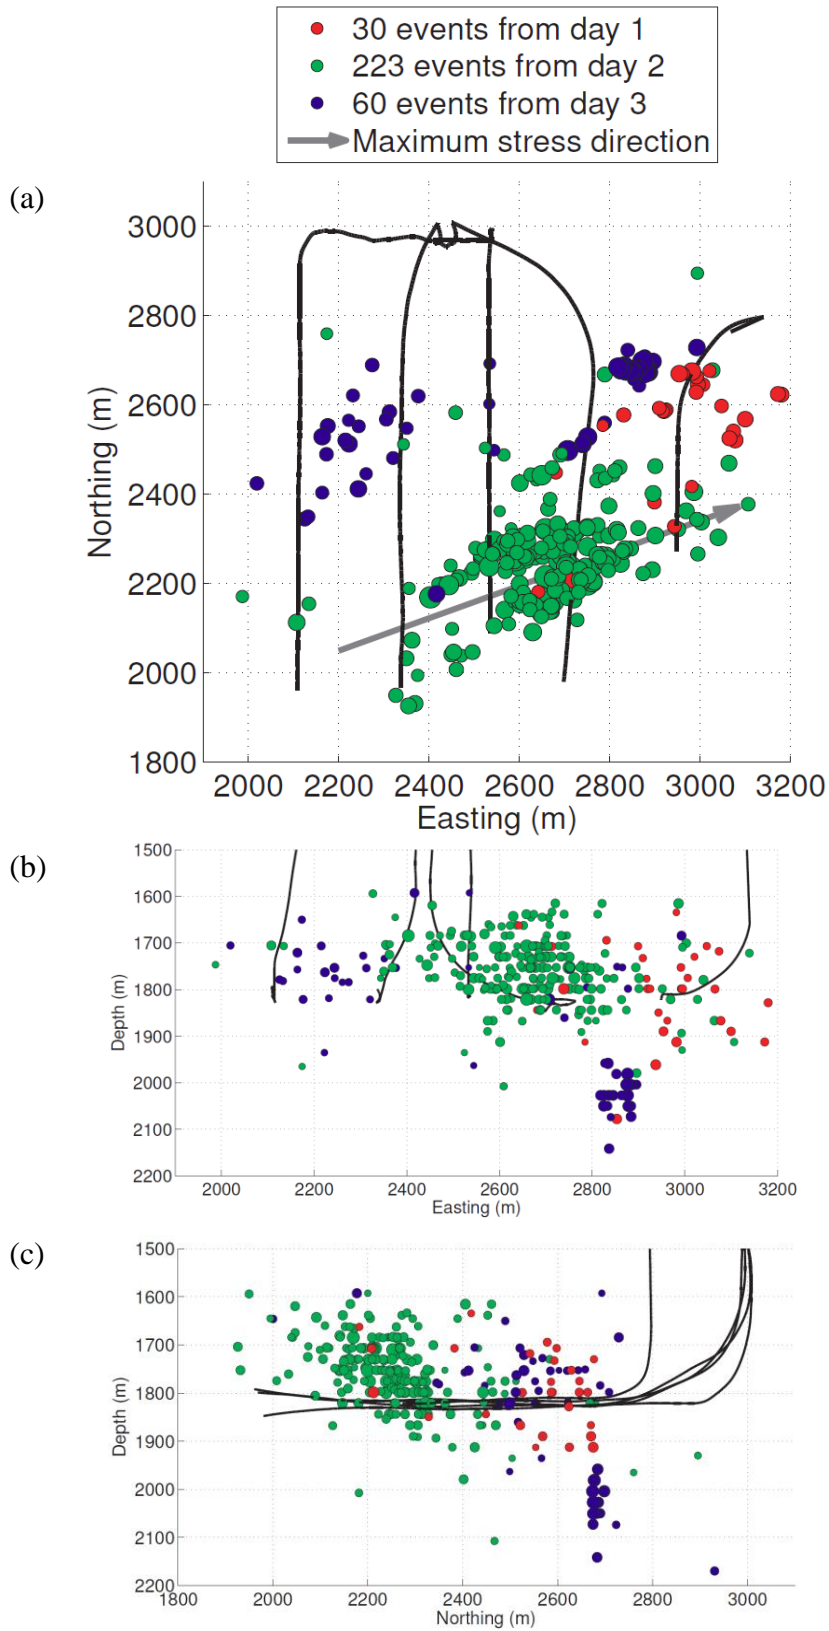 30 events from day 1
223 events from day 2
60 events from day 3
Maximum stress direction
(a)
3000
2800
2600
2400
2200
2000
1800
Northing (m)
2000 2200 2400 2600 2800 3000 3200
Easting (m)
(b)
1500
1600
1700
1800
1900
2000
2100
2200
Depth (m)
2000 2200 2400 2600 2800 3000 3200
Easting (m)
(c)
1500
1600
1700
1800
1900
2000
2100
2200
Depth (m)
1800 2000 2200 2400 2600 2800 3000
Northing (m)